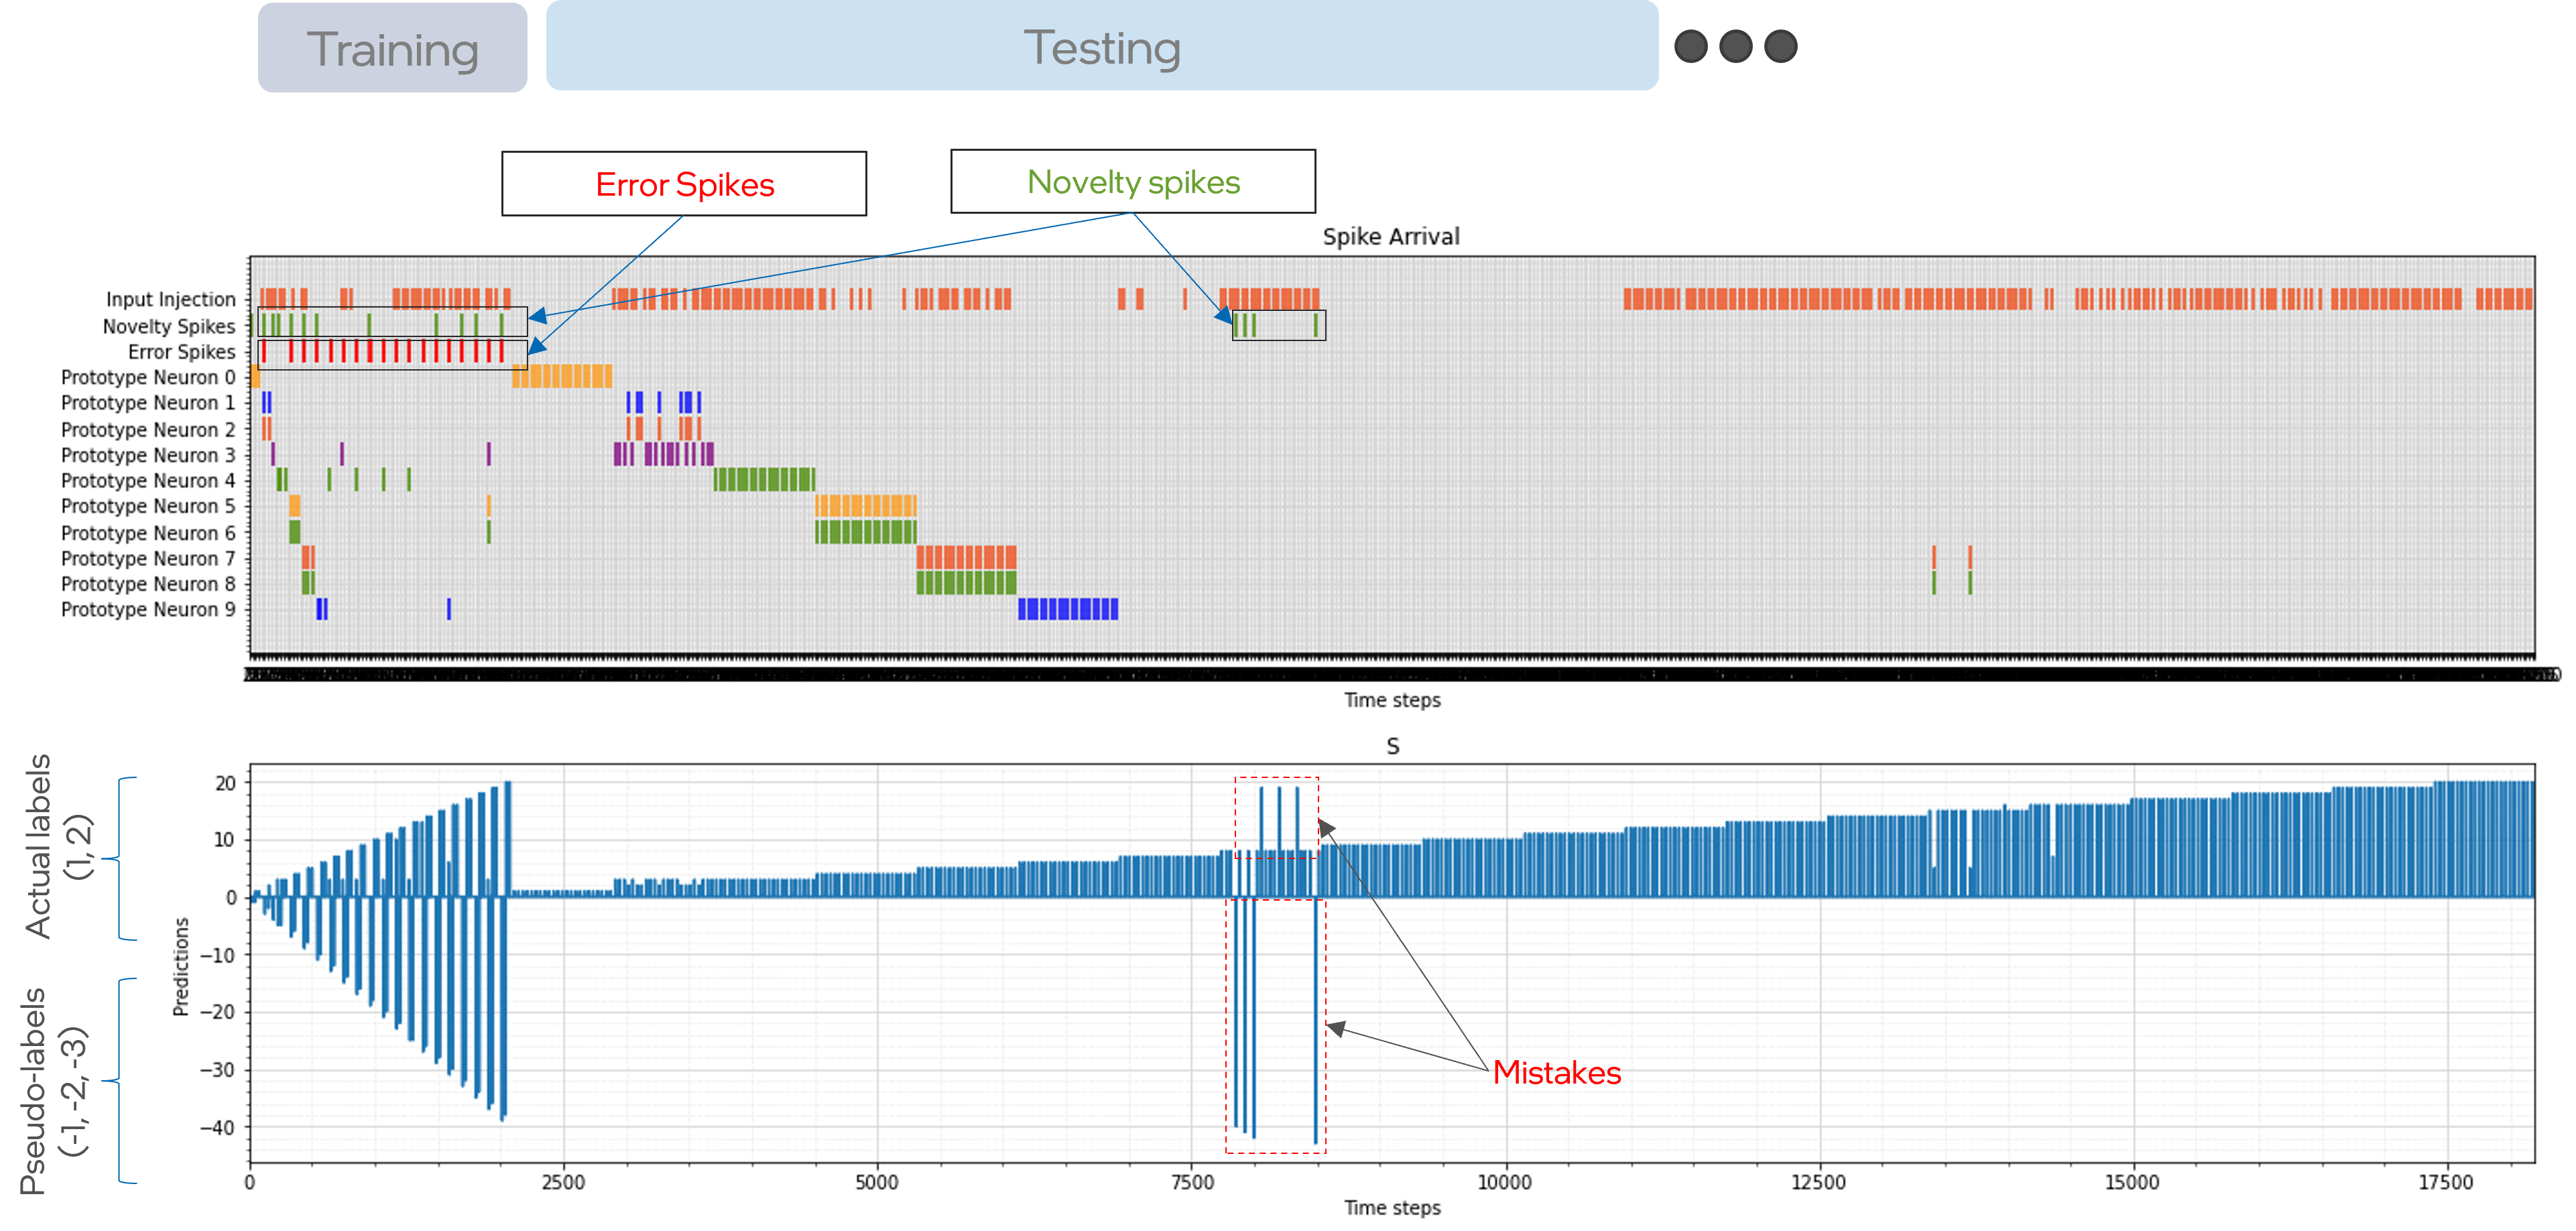 Training
Testing
Error Spikes
Novelty spikes
Spike Arrival
Input Injection
Novelty Spikes
Error Spikes
Prototype Neuron 0
Prototype Neuron 1
Prototype Neuron 2
Prototype Neuron 3
Prototype Neuron 4
Prototype Neuron 5
Prototype Neuron 6
Prototype Neuron 7
Prototype Neuron 8
Prototype Neuron 9
Time steps
S
Actual labels
(1, 2)
Pseudo-labels
(-1, -2, -3)
Predictions
20
10
0
−10
−20
−30
−40
Mistakes
0
2500
5000
7500
10000
12500
15000
17500
Time steps